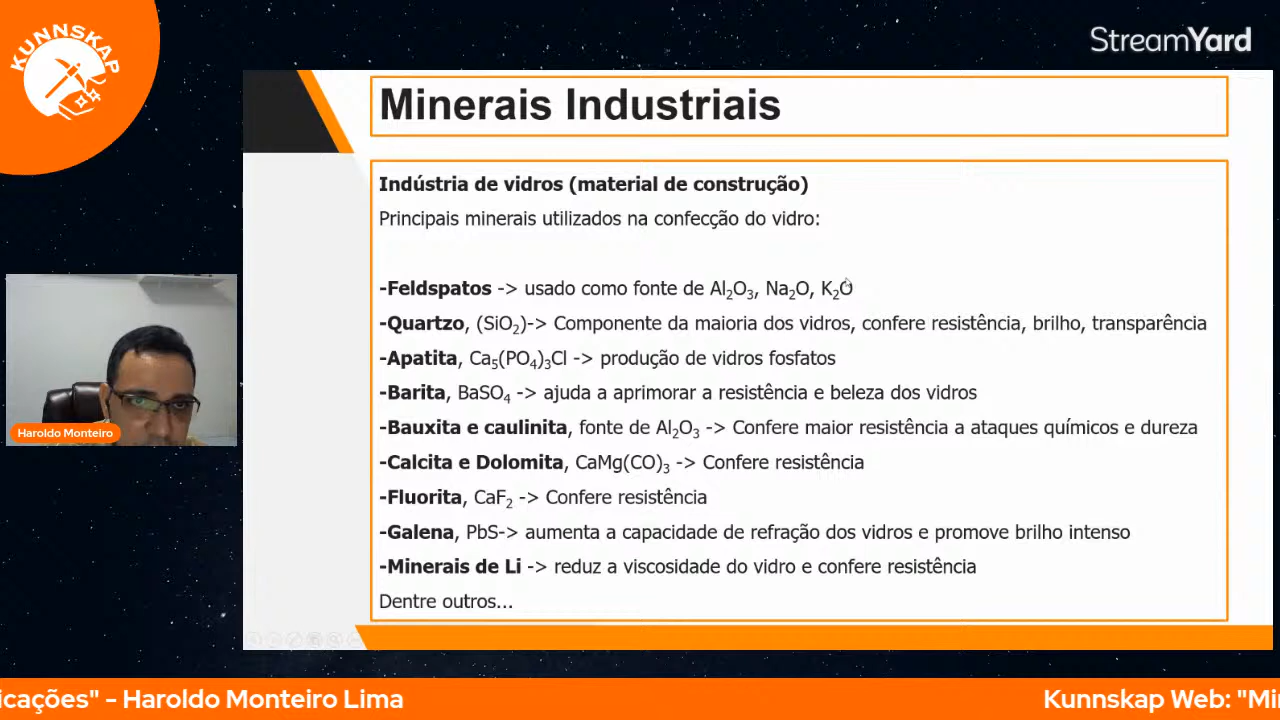 KUNNSKAP
StreamYard
Minerais Industriais
Indústria de vidros (material de construção)
Principais minerais utilizados na confecção do vidro:
-Feldspatos -> usado como fonte de Al₂O₃, Na₂O, K₂O
-Quartzo, (SiO₂)-> Componente da maioria dos vidros, confere resistência, brilho, transparência
-Apatita, Ca₅(PO₄)₃Cl -> produção de vidros fosfatos
-Barita, BaSO₄ -> ajuda a aprimorar a resistência e beleza dos vidros
-Bauxita e caulinita, fonte de Al₂O₃ -> Confere maior resistência a ataques químicos e dureza
-Calcita e Dolomita, CaMg(CO)₃ -> Confere resistência
-Fluorita, CaF₂ -> Confere resistência
-Galena, PbS-> aumenta a capacidade de refração dos vidros e promove brilho intenso
-Minerais de Li -> reduz a viscosidade do vidro e confere resistência
Dentre outros...
Haroldo Monteiro
icações" - Haroldo Monteiro Lima
Kunnskap Web: "Mi